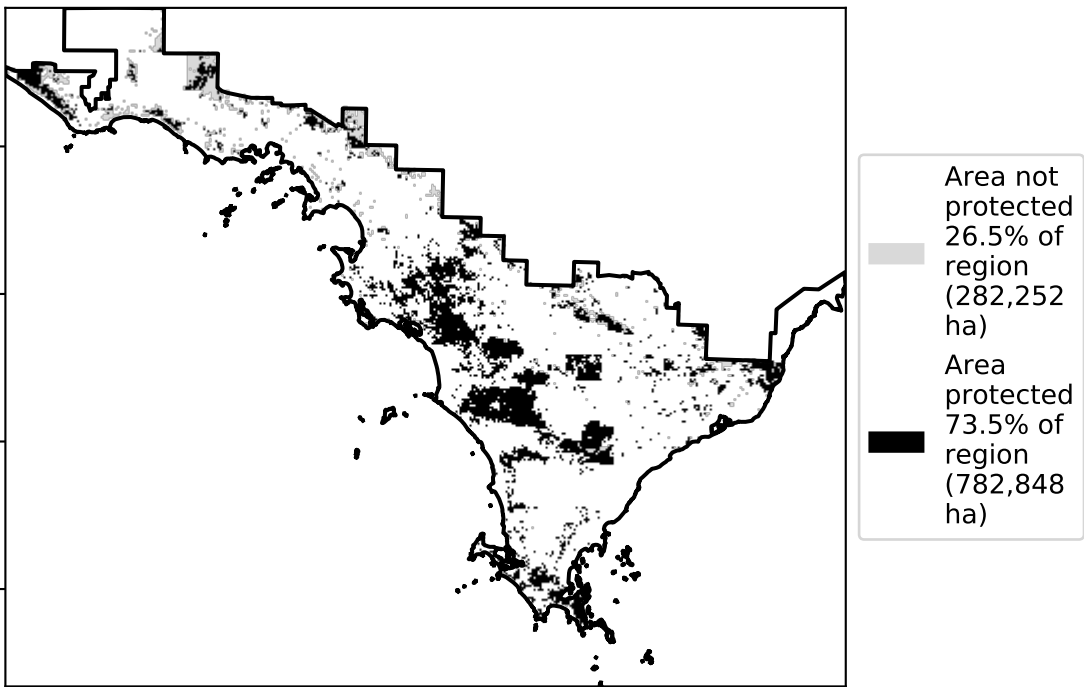 Area not
protected
26.5% of
region
(282,252
ha)
Area
protected
73.5% of
region
(782,848
ha)